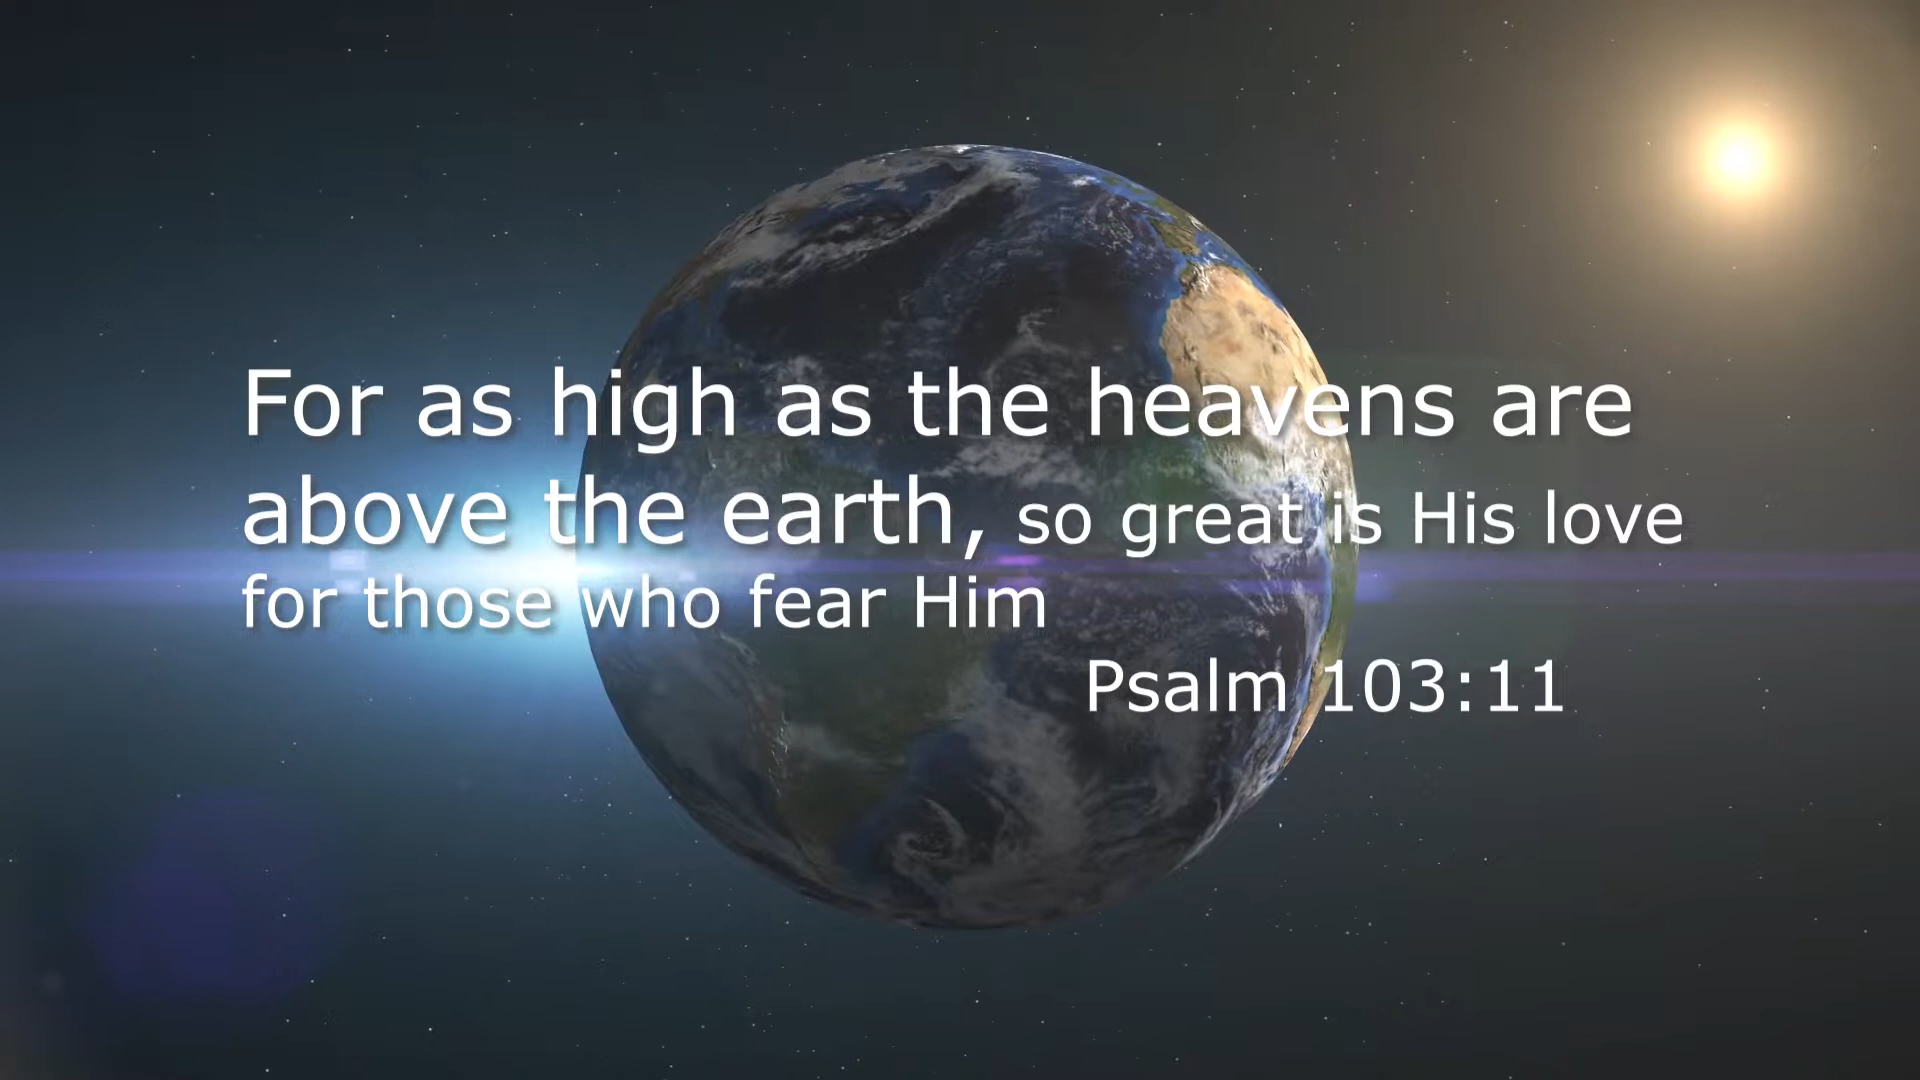 For as high as the heavens are
above the earth, so great is His love
for those who fear Him
Psalm 103:11